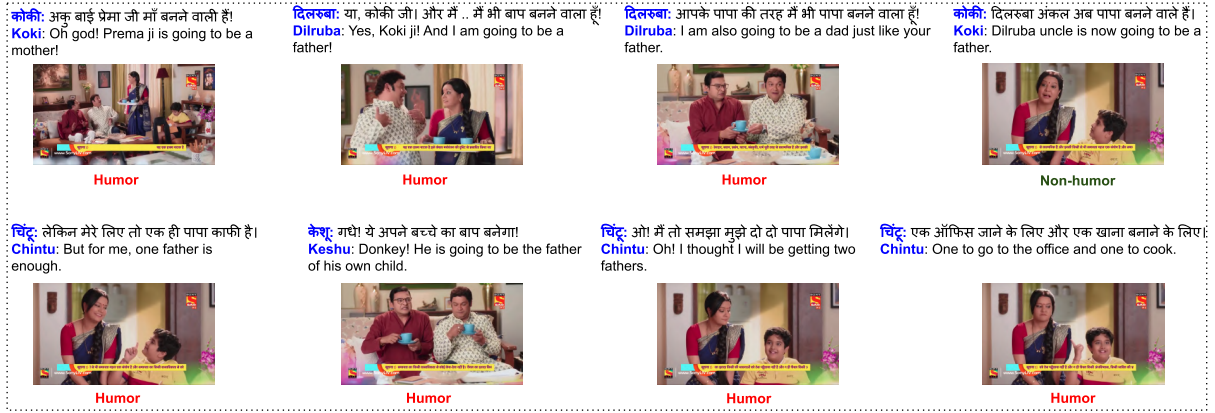 कोकी: अकु बाई प्रेमा जी माँ बनने वाली हैं!
Koki: Oh god! Prema ji is going to be a
mother!
Humor
दिलरुबा: या, कोकी जी। और मैं .. मैं भी बाप बनने वाला हूँ!
Dilruba: Yes, Koki ji! And I am going to be a
father!
Humor
दिलरुबा: आपके पापा की तरह मैं भी पापा बनने वाला हूँ!
Dilruba: I am also going to be a dad just like your
father.
Humor
कोकी: दिलरुबा अंकल अब पापा बनने वाले हैं।
Koki: Dilruba uncle is now going to be a
father.
Non-humor
चिंटू: लेकिन मेरे लिए तो एक ही पापा काफी है।
Chintu: But for me, one father is
enough.
Humor
केशू: गधे! ये अपने बच्चे का बाप बनेगा!
Keshu: Donkey! He is going to be the father
of his own child.
Humor
चिंटू: ओ! मैं तो समझा मुझे दो दो पापा मिलेंगे।
Chintu: Oh! I thought I will be getting two
fathers.
Humor
चिंटू: एक ऑफिस जाने के लिए और एक खाना बनाने के लिए।
Chintu: One to go to the office and one to cook.
Humor